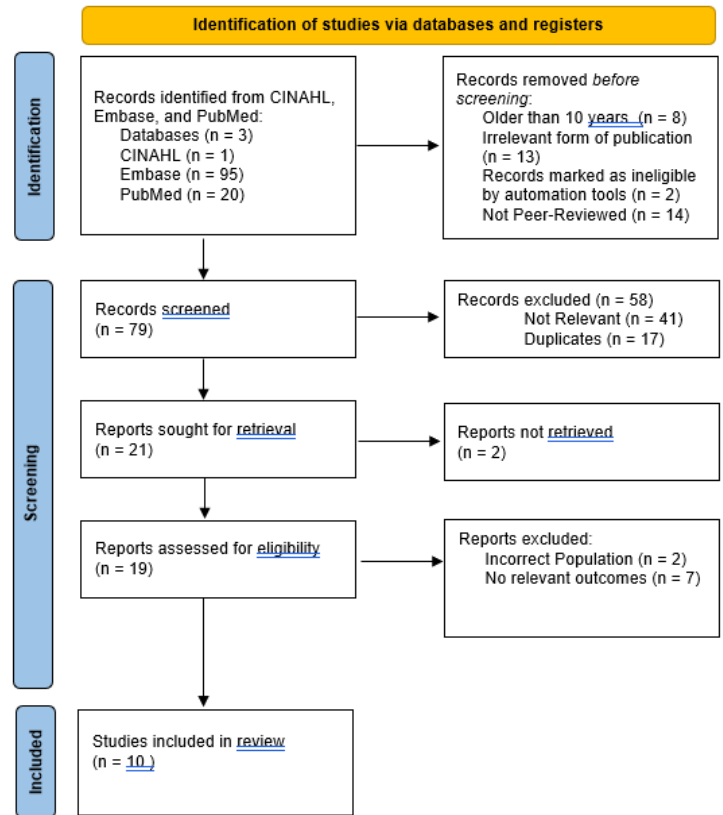 Identification of studies via databases and registers
Identification
Records identified from CINAHL,
Embase, and PubMed:
Databases (n = 3)
CINAHL (n = 1)
Embase (n = 95)
PubMed (n = 20)
Records removed before
screening:
Older than 10 years (n = 8)
Irrelevant form of publication
(n = 13)
Records marked as ineligible
by automation tools (n = 2)
Not Peer-Reviewed (n = 14)
Screening
Records screened
(n = 79)
Records excluded (n = 58)
Not Relevant (n = 41)
Duplicates (n = 17)
Reports sought for retrieval
(n = 21)
Reports not retrieved
(n = 2)
Reports assessed for eligibility
(n = 19)
Reports excluded:
Incorrect Population (n = 2)
No relevant outcomes (n = 7)
Included
Studies included in review
(n = 10 )